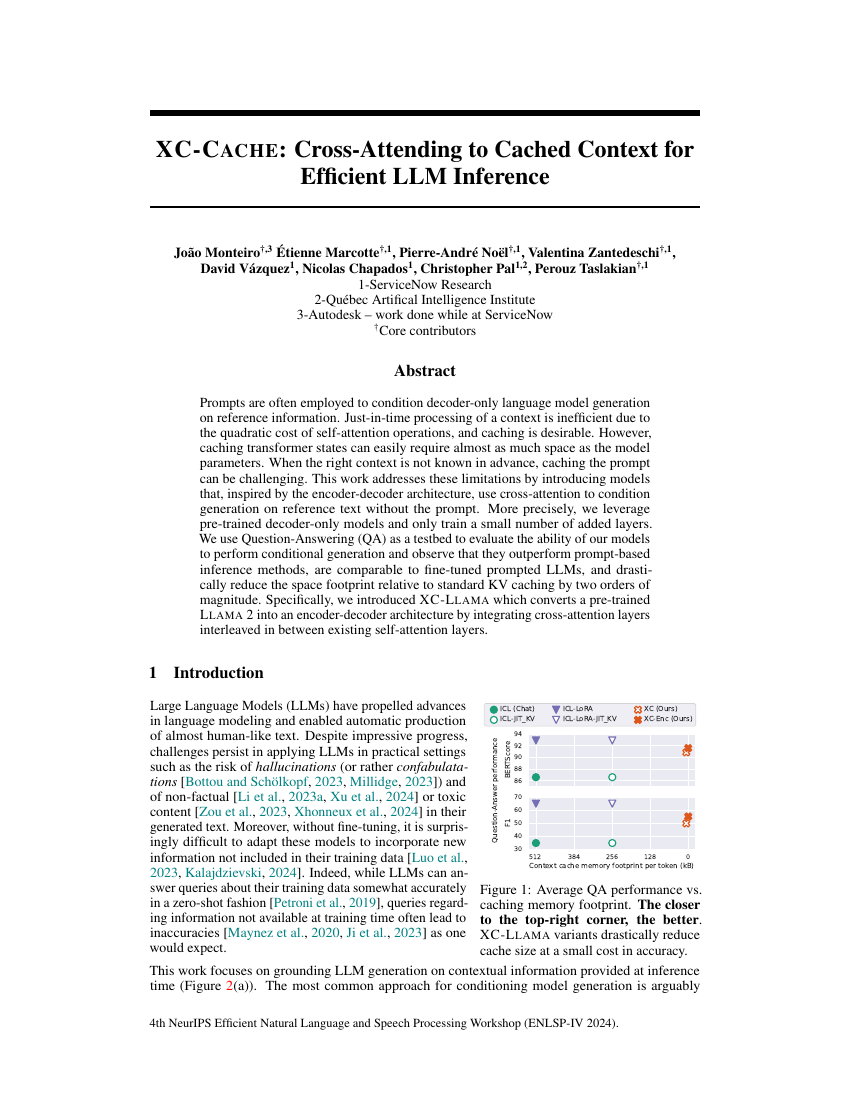 XC-CACHE: Cross-Attending to Cached Context for
Efficient LLM Inference
João Monteiro†,3 Étienne Marcotte†,1, Pierre-André Noël†,1, Valentina Zantedeschi†,1,
David Vázquez1, Nicolas Chapados1, Christopher Pal1,2, Perouz Taslakian†,1
1-ServiceNow Research
2-Québec Artifical Intelligence Institute
3-Autodesk – work done while at ServiceNow
†Core contributors
Abstract
Prompts are often employed to condition decoder-only language model generation
on reference information. Just-in-time processing of a context is inefficient due to
the quadratic cost of self-attention operations, and caching is desirable. However,
caching transformer states can easily require almost as much space as the model
parameters. When the right context is not known in advance, caching the prompt
can be challenging. This work addresses these limitations by introducing models
that, inspired by the encoder-decoder architecture, use cross-attention to condition
generation on reference text without the prompt. More precisely, we leverage
pre-trained decoder-only models and only train a small number of added layers.
We use Question-Answering (QA) as a testbed to evaluate the ability of our models
to perform conditional generation and observe that they outperform prompt-based
inference methods, are comparable to fine-tuned prompted LLMs, and drasti-
cally reduce the space footprint relative to standard KV caching by two orders of
magnitude. Specifically, we introduced XC-LLAMA which converts a pre-trained
LLAMA 2 into an encoder-decoder architecture by integrating cross-attention layers
interleaved in between existing self-attention layers.
1 Introduction
Large Language Models (LLMs) have propelled advances
in language modeling and enabled automatic production
of almost human-like text. Despite impressive progress,
challenges persist in applying LLMs in practical settings
such as the risk of hallucinations (or rather confabula-
tions [Bottou and Schölkopf, 2023, Millidge, 2023]) and
of non-factual [Li et al., 2023a, Xu et al., 2024] or toxic
content [Zou et al., 2023, Xhonneux et al., 2024] in their
generated text. Moreover, without fine-tuning, it is surpris-
ingly difficult to adapt these models to incorporate new
information not included in their training data [Luo et al.,
2023, Kalajdzievski, 2024]. Indeed, while LLMs can an-
swer queries about their training data somewhat accurately
in a zero-shot fashion [Petroni et al., 2019], queries regard-
ing information not available at training time often lead to
inaccuracies [Maynez et al., 2020, Ji et al., 2023] as one
would expect.
ICL (Chat) ICL-LoRA XC (Ours)
ICL-JIT_KV ICL-LoRA-JIT_KV XC-Enc (Ours)
Question-Answer performance
BERTScore
94
92
90
88
86
F1
70
60
50
40
30
512 384 256 128 0
Context cache memory footprint per token (kB)
Figure 1: Average QA performance vs.
caching memory footprint. The closer
to the top-right corner, the better.
XC-LLAMA variants drastically reduce
cache size at a small cost in accuracy.
This work focuses on grounding LLM generation on contextual information provided at inference
time (Figure 2(a)). The most common approach for conditioning model generation is arguably
4th NeurIPS Efficient Natural Language and Speech Processing Workshop (ENLSP-IV 2024).